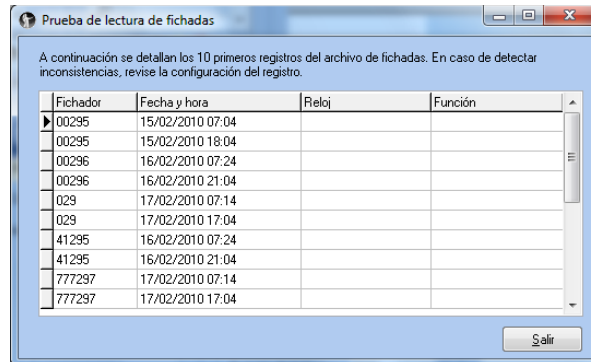 Prueba de lectura de fichadas
A continuación se detallan los 10 primeros registros del archivo de fichadas. En caso de detectar
inconsistencias, revise la configuración del registro.
Fichador Fecha y hora Reloj Función
00295 15/02/2010 07:04
00295 15/02/2010 18:04
00296 16/02/2010 07:24
00296 16/02/2010 21:04
029 17/02/2010 07:14
029 17/02/2010 17:04
41295 16/02/2010 07:24
41295 16/02/2010 21:04
777297 17/02/2010 07:14
777297 17/02/2010 17:04
Salir